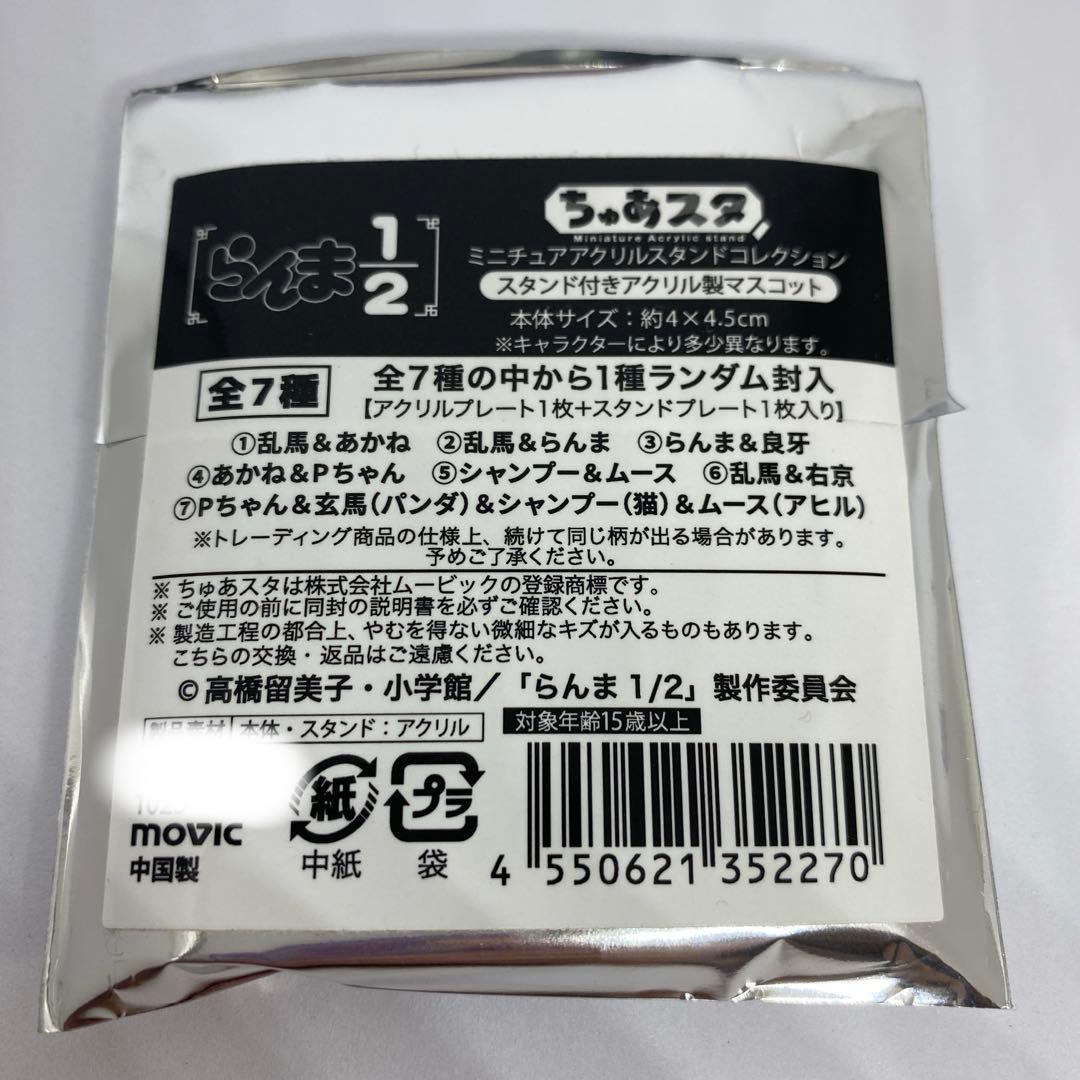 らんま1/2
ちゅあスタ!
Miniature Acrylic stand
ミニチュアアクリルスタンドコレクション
スタンド付きアクリル製マスコット
本体サイズ：約4×4.5cm
※キャラクターにより多少異なります。
全7種
全7種の中から1種ランダム封入
【アクリルプレート1枚+スタンドプレート1枚入り】
①乱馬&あかね ②乱馬&らんま ③らんま&良牙
④あかね&Pちゃん ⑤シャンプー&ムース ⑥乱馬&右京
⑦Pちゃん&玄馬(パンダ)&シャンプー(猫)&ムース(アヒル)
※トレーディング商品の仕様上、続けて同じ柄が出る場合があります。
予めご了承ください。
※ ちゅあスタは株式会社ムービックの登録商標です。
※ ご使用の前に同封の説明書を必ずご確認ください。
※ 製造工程の都合上、やむを得ない微細なキズが入るものもあります。
こちらの交換・返品はご遠慮ください。
©高橋留美子・小学館／「らんま1/2」製作委員会
製品素材 本体・スタンド：アクリル
対象年齢15歳以上
紙
プラ
movic
中国製
中紙
袋
4 550621 352270